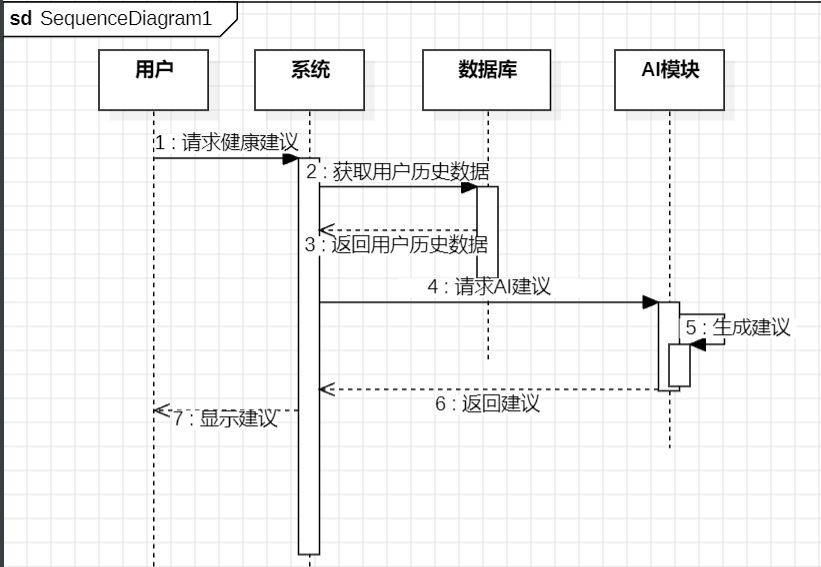 sd SequenceDiagram1
用户 系统 数据库 AI模块
1 : 请求健康建议
2 : 获取用户历史数据
3 : 返回用户历史数据
4 : 请求AI建议
5 : 生成建议
6 : 返回建议
7 : 显示建议